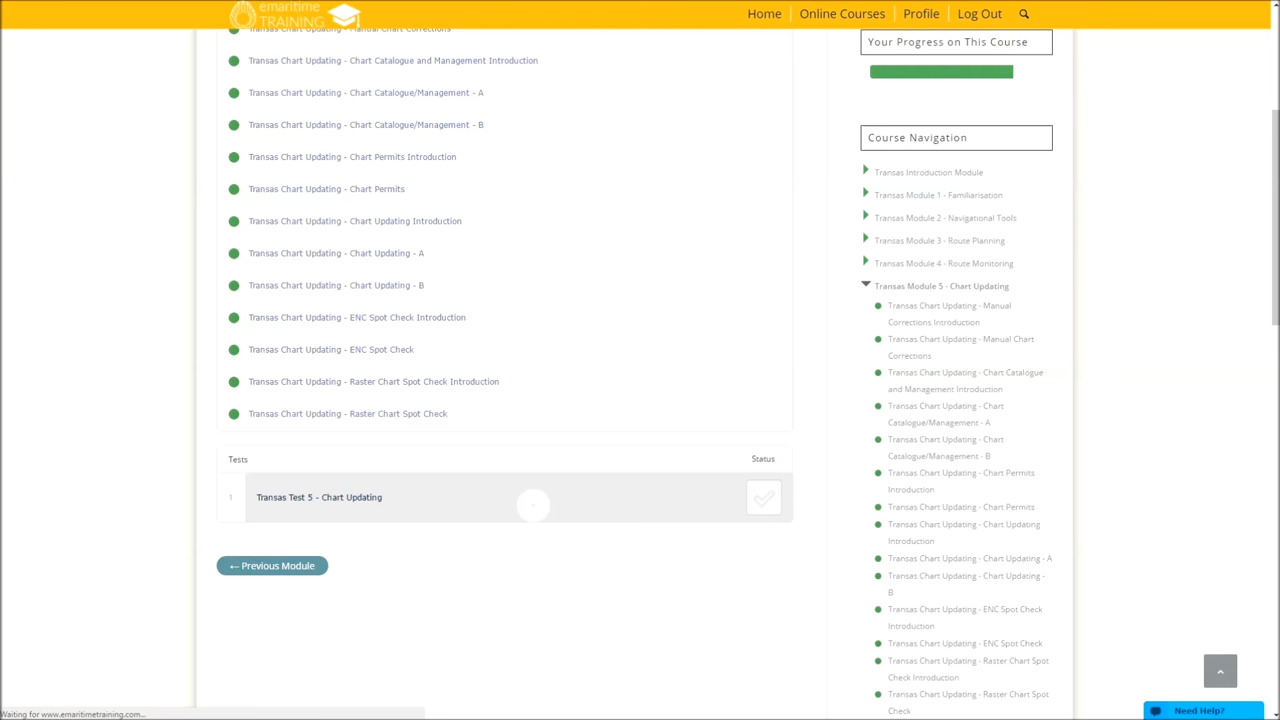 emaritime
TRAINING
Home
Online Courses
Profile
Log Out
Transas Chart Updating - Manual Chart Corrections
Transas Chart Updating - Chart Catalogue and Management Introduction
Transas Chart Updating - Chart Catalogue/Management - A
Transas Chart Updating - Chart Catalogue/Management - B
Transas Chart Updating - Chart Permits Introduction
Transas Chart Updating - Chart Permits
Transas Chart Updating - Chart Updating Introduction
Transas Chart Updating - Chart Updating - A
Transas Chart Updating - Chart Updating - B
Transas Chart Updating - ENC Spot Check Introduction
Transas Chart Updating - ENC Spot Check
Transas Chart Updating - Raster Chart Spot Check Introduction
Transas Chart Updating - Raster Chart Spot Check
Tests
Status
1
Transas Test 5 - Chart Updating
← Previous Module
Your Progress on This Course
Course Navigation
Transas Introduction Module
Transas Module 1 - Familiarisation
Transas Module 2 - Navigational Tools
Transas Module 3 - Route Planning
Transas Module 4 - Route Monitoring
Transas Module 5 - Chart Updating
Transas Chart Updating - Manual
Corrections Introduction
Transas Chart Updating - Manual Chart
Corrections
Transas Chart Updating - Chart Catalogue
and Management Introduction
Transas Chart Updating - Chart
Catalogue/Management - A
Transas Chart Updating - Chart
Catalogue/Management - B
Transas Chart Updating - Chart Permits
Introduction
Transas Chart Updating - Chart Permits
Transas Chart Updating - Chart Updating
Introduction
Transas Chart Updating - Chart Updating - A
Transas Chart Updating - Chart Updating -
B
Transas Chart Updating - ENC Spot Check
Introduction
Transas Chart Updating - ENC Spot Check
Transas Chart Updating - Raster Chart Spot
Check Introduction
Transas Chart Updating - Raster Chart Spot
Check
Need Help?
Waiting for www.emaritimetraining.com...